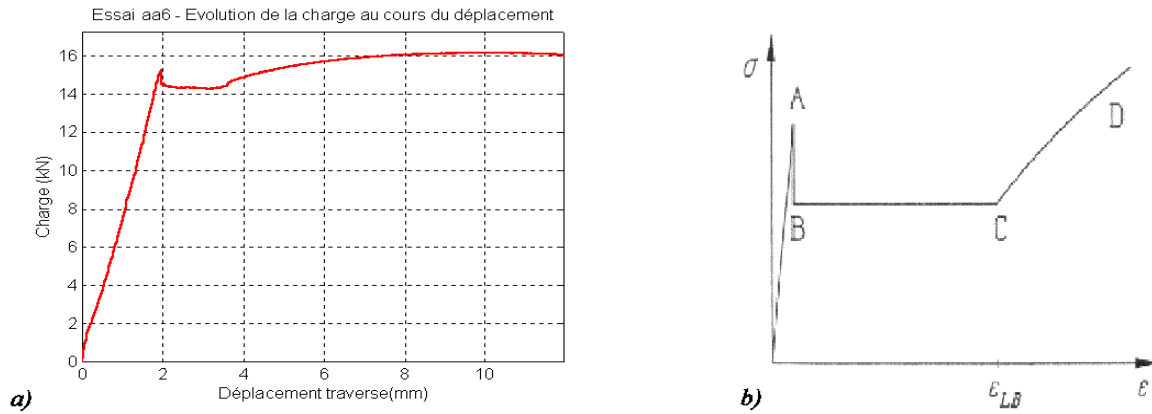 Essai aa6 - Evolution de la charge au cours du déplacement
16
14
12
10
8
6
4
2
0
Charge (kN)
0 2 4 6 8 10
Déplacement traverse(mm)
a)
σ
A
B
C
D
ε_LB
ε
b)